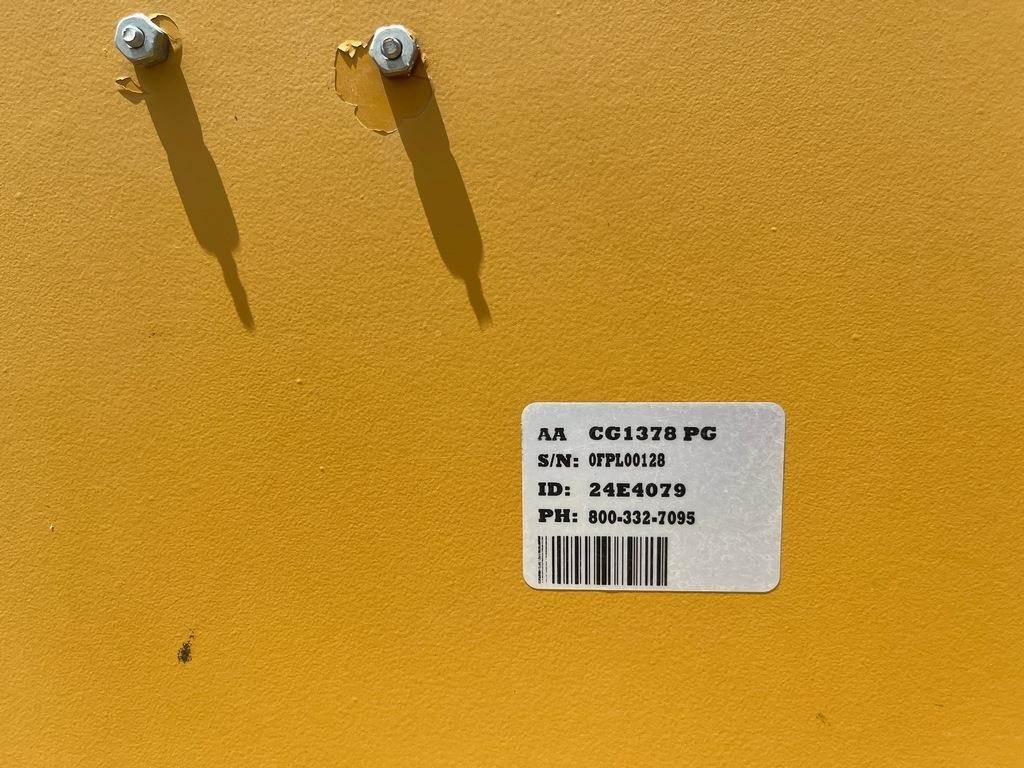 AA CG1378 PG
S/N: 0FPL00128
ID: 24E4079
PH: 800-332-7095